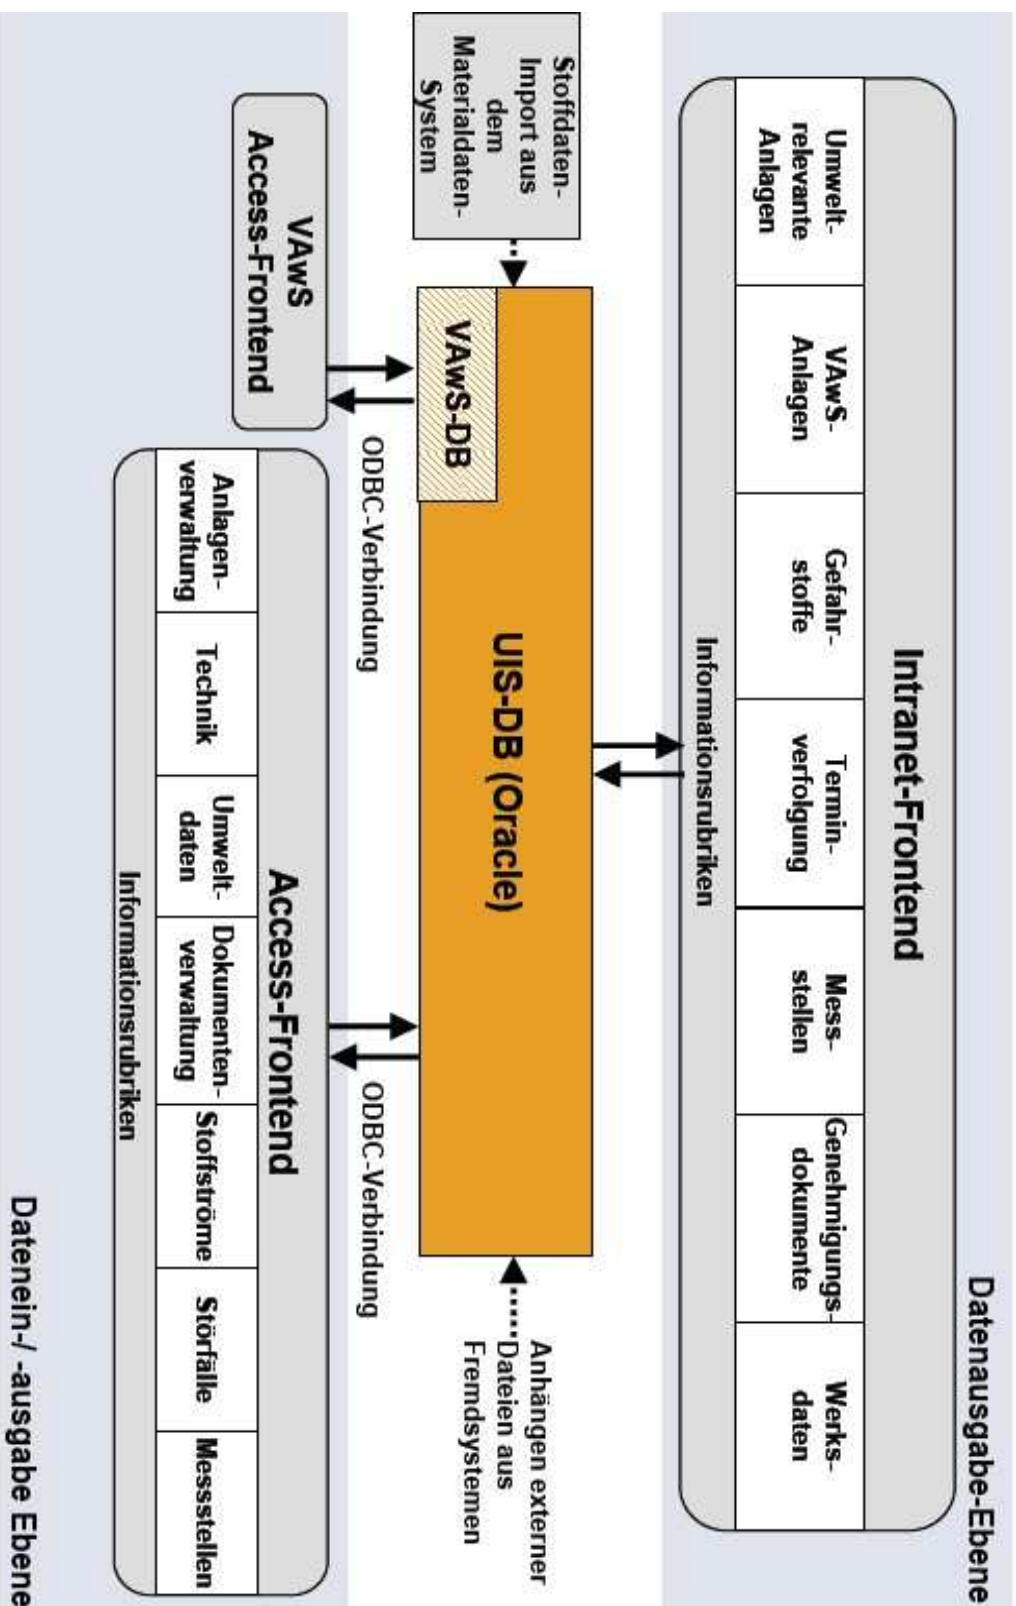 Datenausgabe-Ebene
Intranet-Frontend
Umwelt-
relevante
Anlagen
VAwS-
Anlagen
Gefahr-
stoffe
Termin-
verfolgung
Mess-
stellen
Genehmigungs-
dokumente
Werks-
daten
Informationsrubriken
Stoffdaten-
Import aus
dem
Materialdaten-
System
UIS-DB (Oracle)
VAwS-DB
Anhängen externer
Dateien aus
Fremdsystemen
ODBC-Verbindung
ODBC-Verbindung
VAwS
Access-Frontend
Access-Frontend
Anlagen-
verwaltung
Technik
Umwelt-
daten
Dokumenten-
verwaltung
Stoffströme
Störfälle
Messstellen
Informationsrubriken
Datenein-/ -ausgabe Ebene